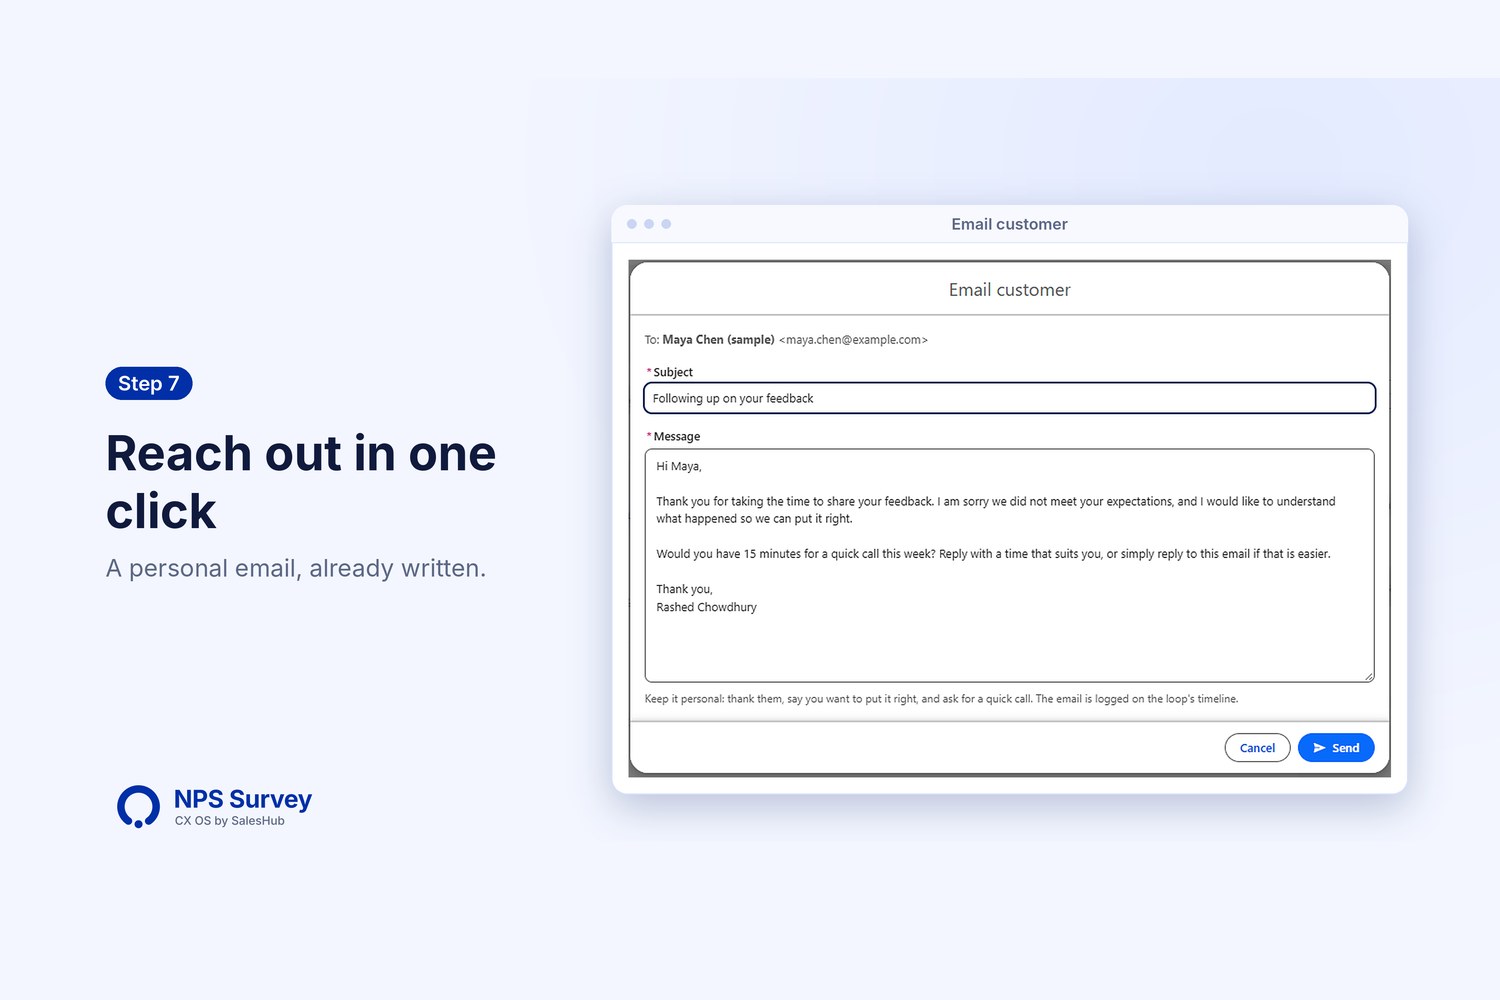 Step 7
Reach out in one
click
A personal email, already written.
NPS Survey
CX OS by SalesHub
Email customer
Email customer
To: Maya Chen (sample) <maya.chen@example.com>
* Subject
Following up on your feedback
* Message
Hi Maya,
Thank you for taking the time to share your feedback. I am sorry we did not meet your expectations, and I would like to understand
what happened so we can put it right.
Would you have 15 minutes for a quick call this week? Reply with a time that suits you, or simply reply to this email if that is easier.
Thank you,
Rashed Chowdhury
Keep it personal: thank them, say you want to put it right, and ask for a quick call. The email is logged on the loop's timeline.
Cancel
Send